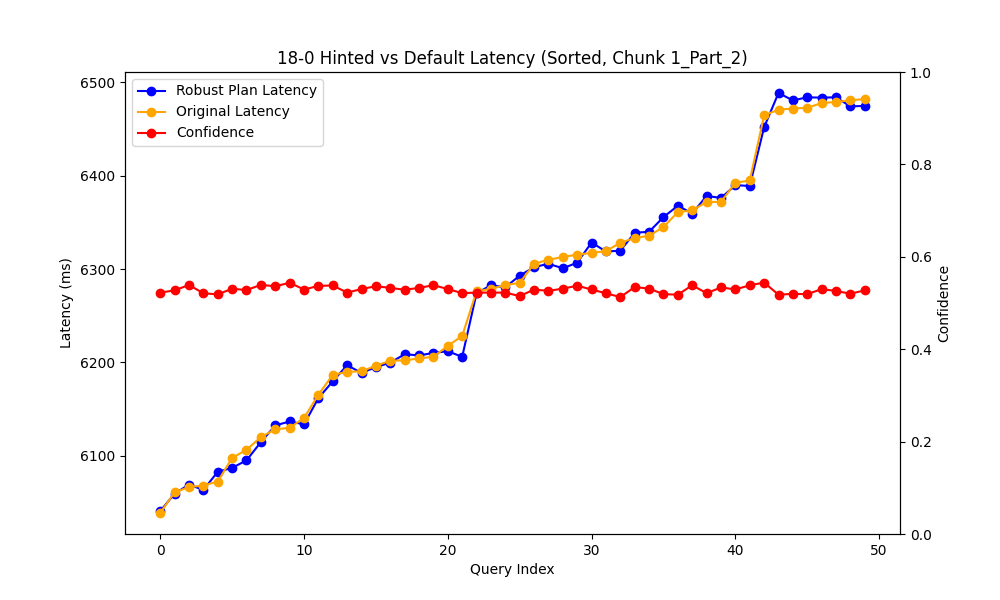 18-0 Hinted vs Default Latency (Sorted, Chunk 1_Part_2)
Robust Plan Latency
Original Latency
Confidence
Latency (ms)
6500
6400
6300
6200
6100
1.0
0.8
0.6
0.4
0.2
0.0
Confidence
0
10
20
30
40
50
Query Index